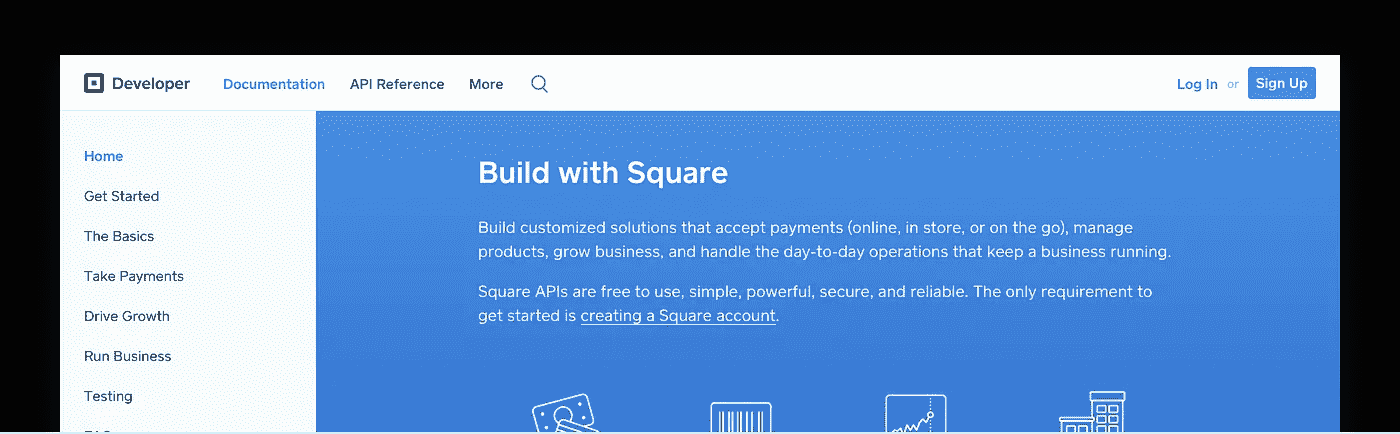 Developer Documentation API Reference More Log In or Sign Up
Home
Get Started
The Basics
Take Payments
Drive Growth
Run Business
Testing
Build with Square
Build customized solutions that accept payments (online, in store, or on the go), manage
products, grow business, and handle the day-to-day operations that keep a business running.
Square APIs are free to use, simple, powerful, secure, and reliable. The only requirement to
get started is creating a Square account.